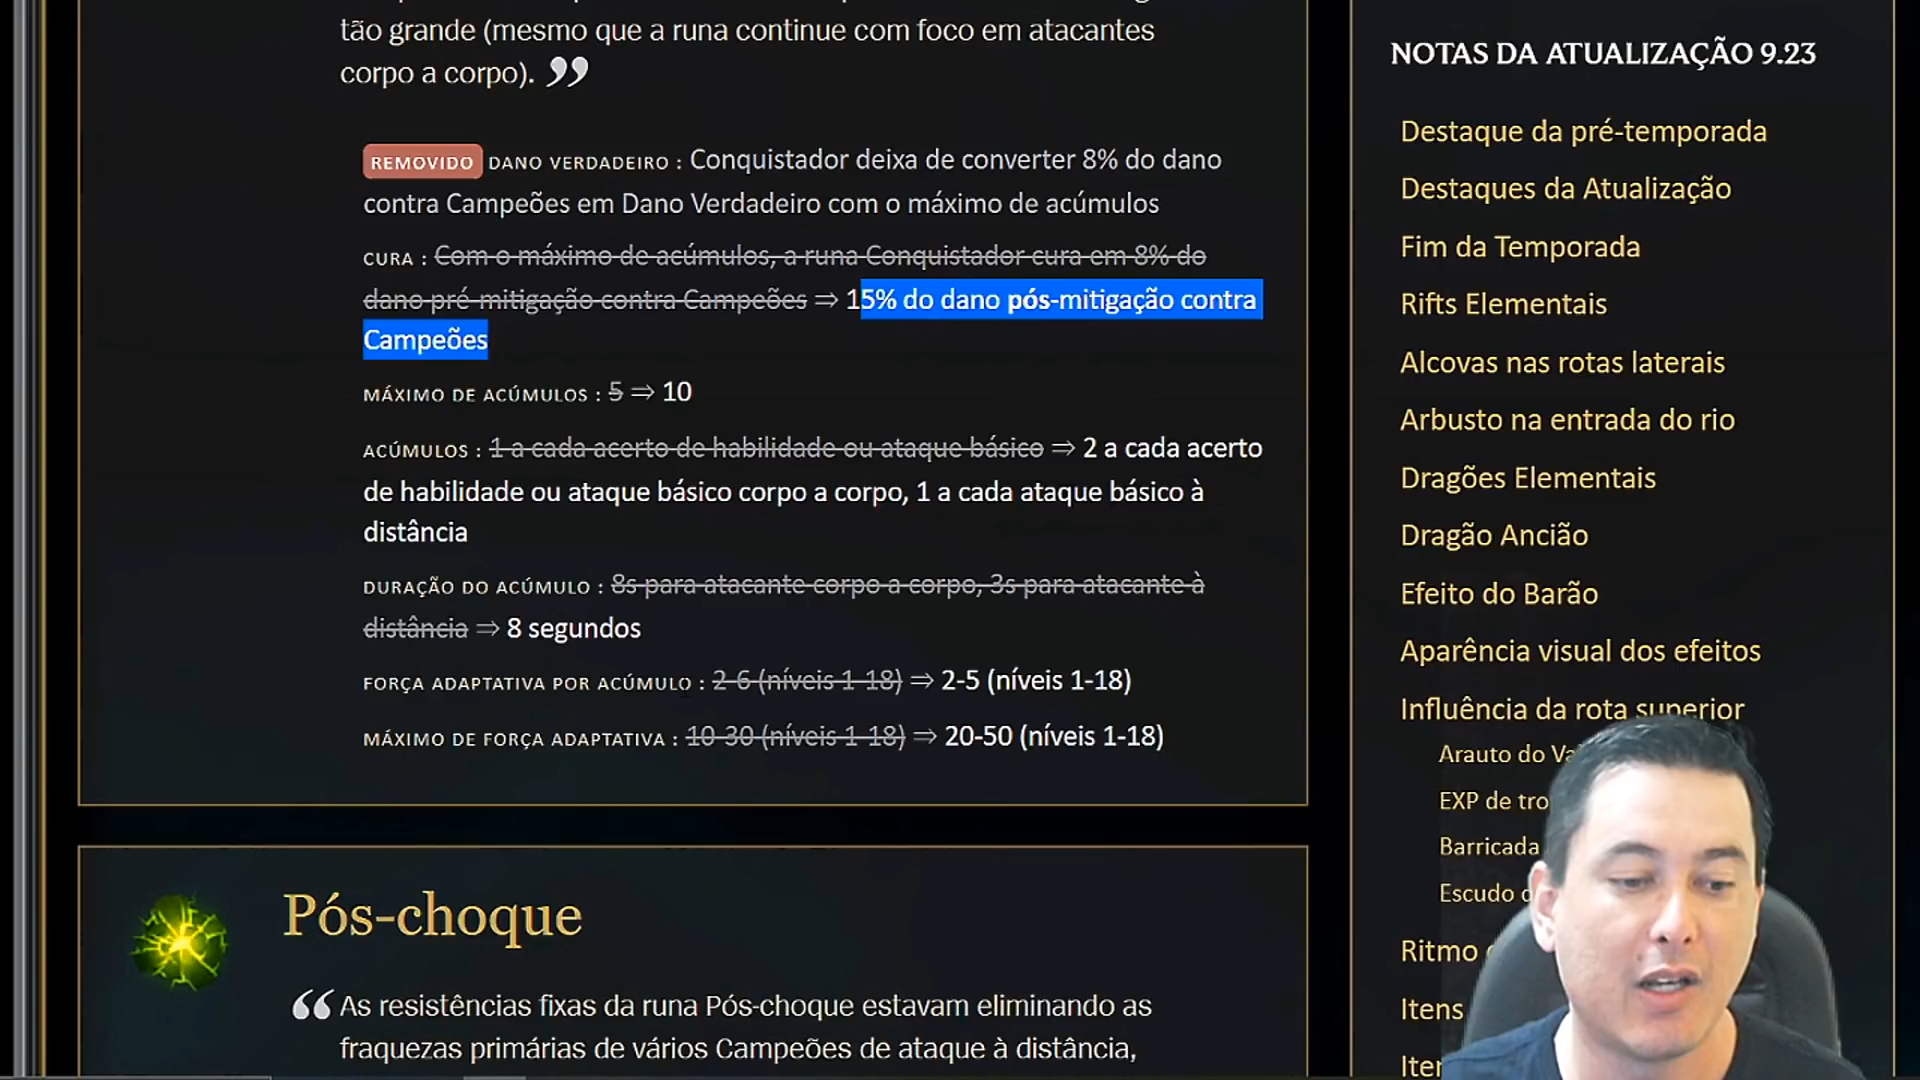 tão grande (mesmo que a runa continue com foco em atacantes
corpo a corpo). ”
REMOVIDO DANO VERDADEIRO : Conquistador deixa de converter 8% do dano
contra Campeões em Dano Verdadeiro com o máximo de acúmulos
CURA : Com o máximo de acúmulos, a runa Conquistador cura em 8% do
dano pré-mitigação contra Campeões ⇒ 15% do dano pós-mitigação contra
Campeões
MÁXIMO DE ACÚMULOS : 5 ⇒ 10
ACÚMULOS : 1 a cada acerto de habilidade ou ataque básico ⇒ 2 a cada acerto
de habilidade ou ataque básico corpo a corpo, 1 a cada ataque básico à
distância
DURAÇÃO DO ACÚMULO : 8s para atacante corpo a corpo, 3s para atacante à
distância ⇒ 8 segundos
FORÇA ADAPTATIVA POR ACÚMULO : 2-6 (níveis 1-18) ⇒ 2-5 (níveis 1-18)
MÁXIMO DE FORÇA ADAPTATIVA : 10-30 (níveis 1-18) ⇒ 20-50 (níveis 1-18)
Pós-choque
“ As resistências fixas da runa Pós-choque estavam eliminando as
fraquezas primárias de vários Campeões de ataque à distância,
NOTAS DA ATUALIZAÇÃO 9.23
Destaque da pré-temporada
Destaques da Atualização
Fim da Temporada
Rifts Elementais
Alcovas nas rotas laterais
Arbusto na entrada do rio
Dragões Elementais
Dragão Ancião
Efeito do Barão
Aparência visual dos efeitos
Influência da rota superior
Arauto do
EXP de
Barricada
Escudo
Ritmo
Itens